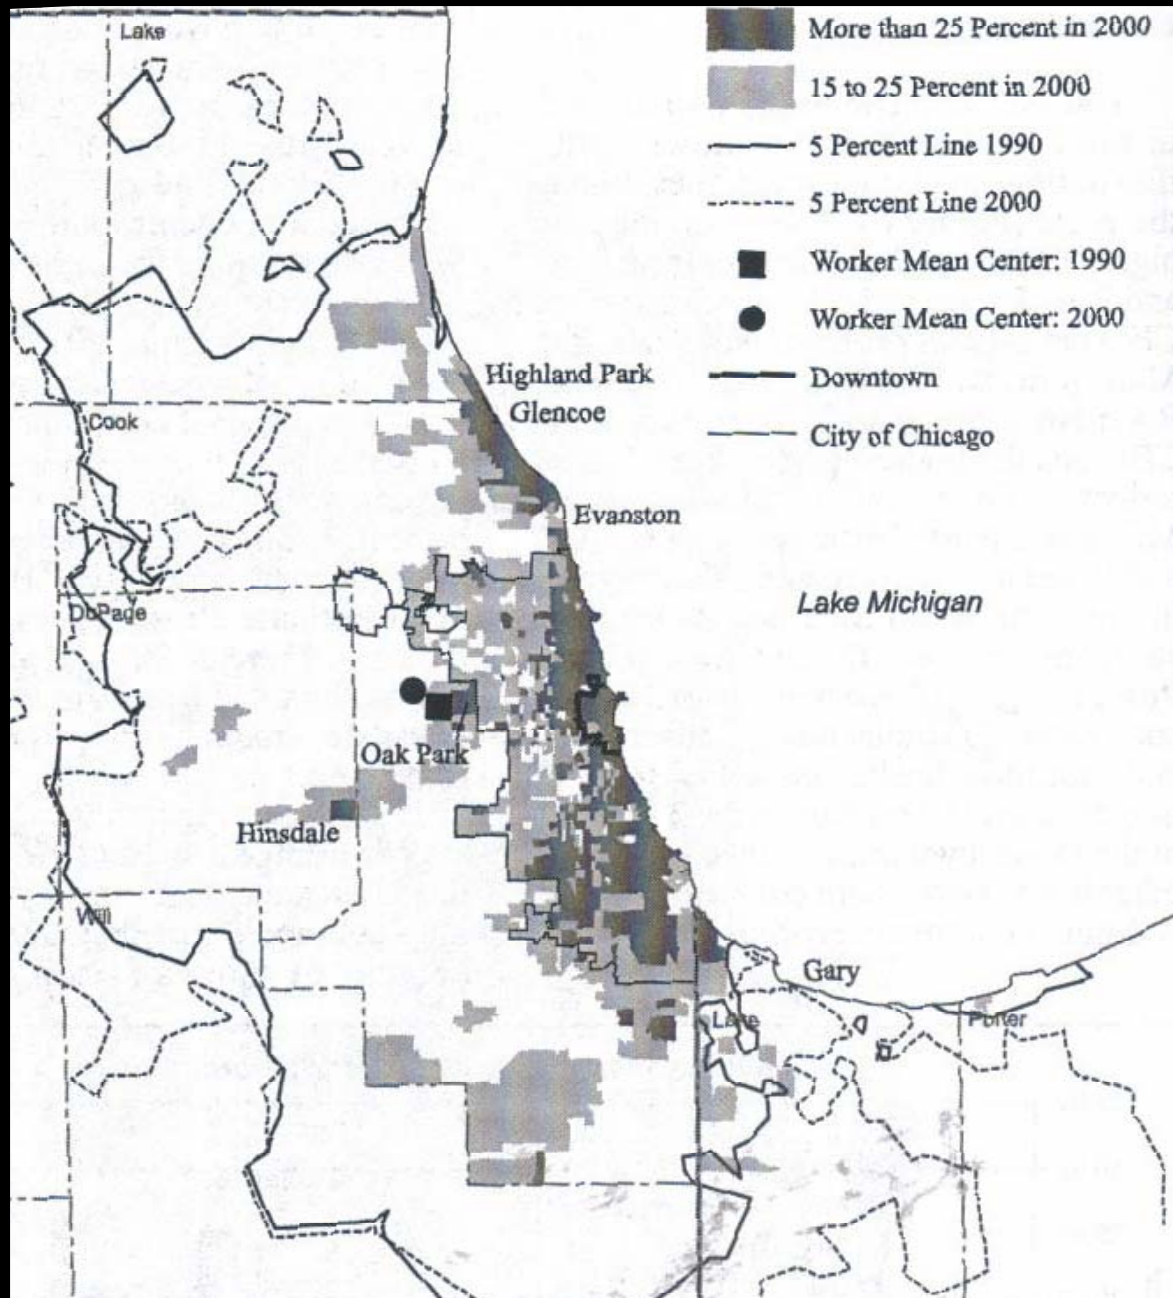 Lake
More than 25 Percent in 2000
15 to 25 Percent in 2000
5 Percent Line 1990
5 Percent Line 2000
Worker Mean Center: 1990
Worker Mean Center: 2000
Highland Park
Downtown
Glencoe
Cook
City of Chicago
Evanston
Lake Michigan
DuPage
Oak Park
Hinsdale
Will
Gary
Lake
Porter